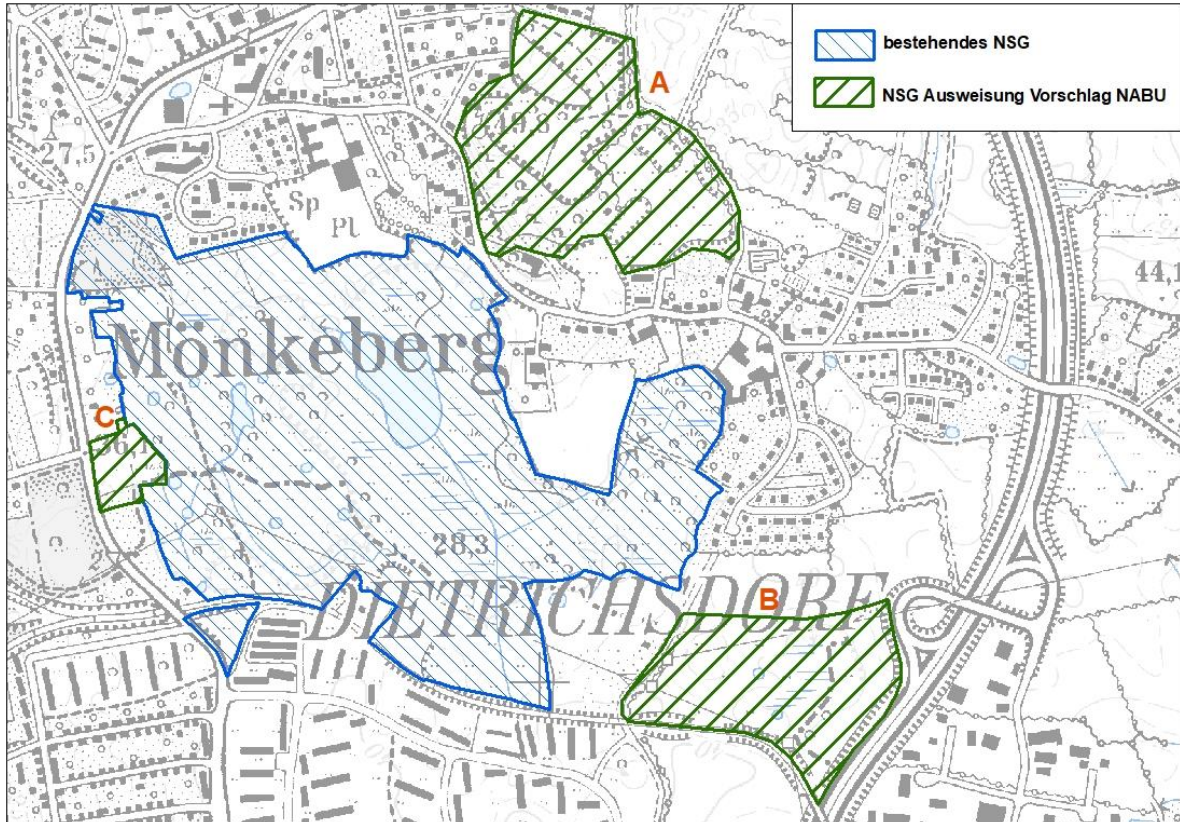 bestehendes NSG
NSG Ausweisung Vorschlag NABU
A
27,5
Sp
Pl
44,1
Mönkeberg
C
28,3
DIETRICHSDORF
B